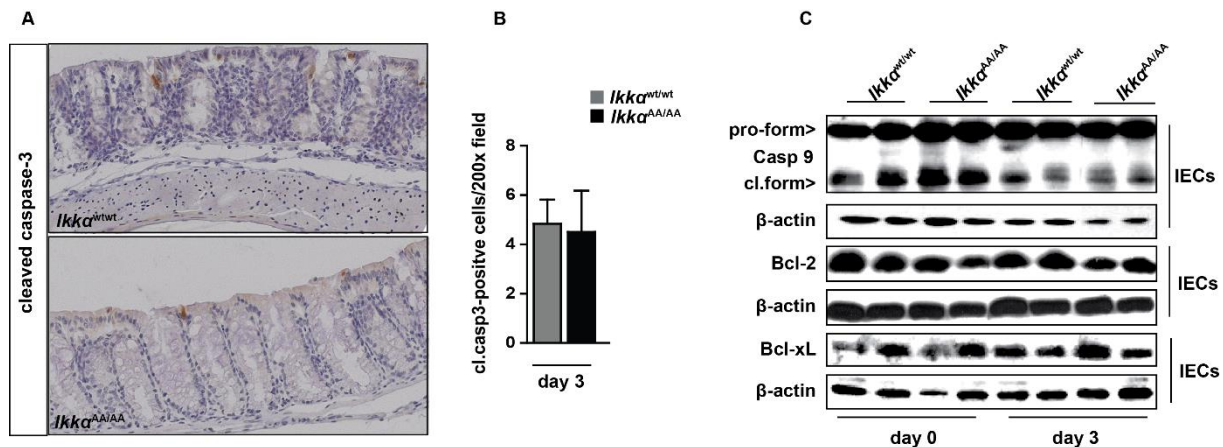 A
cleaved caspase-3
Ikkα^wtwt
Ikkα^AA/AA
B
Ikkα^wt/wt
Ikkα^AA/AA
cl.casp3-positve cells/200x field
8
6
4
2
0
day 3
C
Ikkα^wt/wt
Ikkα^AA/AA
Ikkα^wt/wt
Ikkα^AA/AA
pro-form>
Casp 9
cl.form>
β-actin
IECs
Bcl-2
β-actin
IECs
Bcl-xL
β-actin
IECs
day 0
day 3